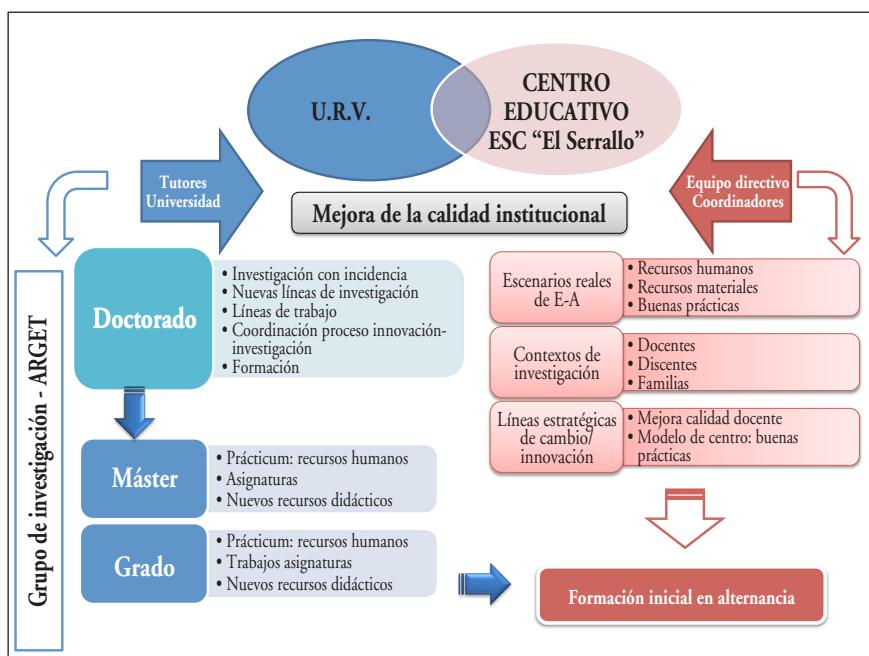 U.R.V.
CENTRO
EDUCATIVO
ESC “El Serrallo”
Tutores
Universidad
Equipo directivo
Coordinadores
Mejora de la calidad institucional
Grupo de investigación - ARGET
Doctorado
• Investigación con incidencia
• Nuevas líneas de investigación
• Líneas de trabajo
• Coordinación proceso innovación-
investigación
• Formación
Máster
• Prácticum: recursos humanos
• Asignaturas
• Nuevos recursos didácticos
Grado
• Prácticum: recursos humanos
• Trabajos asignaturas
• Nuevos recursos didácticos
Escenarios reales
de E-A
• Recursos humanos
• Recursos materiales
• Buenas prácticas
Contextos de
investigación
• Docentes
• Discentes
• Familias
Líneas estratégicas
de cambio/
innovación
• Mejora calidad docente
• Modelo de centro: buenas
prácticas
Formación inicial en alternancia